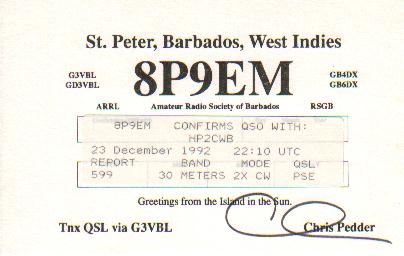 St. Peter, Barbados, West Indies
G3VBL 8P9EM GB4DX
GD3VBL GB6DX
ARRL Amateur Radio Society of Barbados RSGB
8P9EM CONFIRMS QSO WITH:
HP2CWB
23 December 1992 22:10 UTC
REPORT BAND MODE QSL
599 30 METERS 2X CW PSE
Greetings from the Island in the Sun.
Tnx QSL via G3VBL Chris Pedder